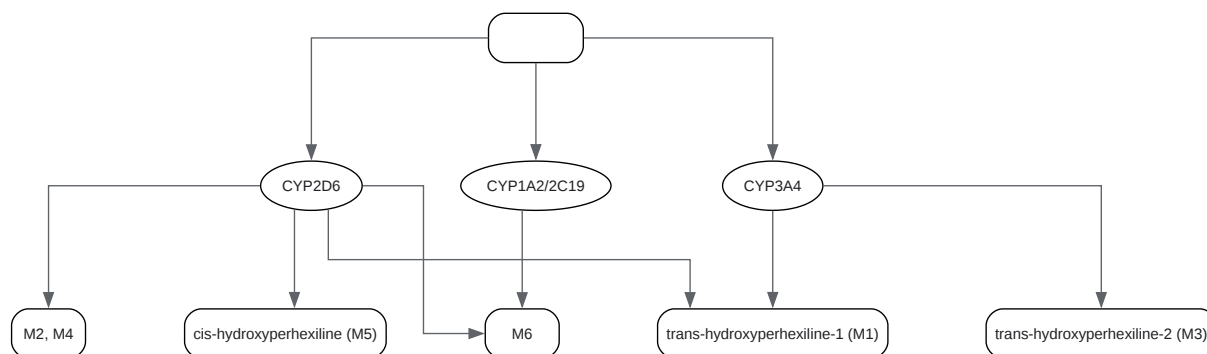 CYP2D6
CYP1A2/2C19
CYP3A4
M2, M4
cis-hydroxyperhexiline (M5)
M6
trans-hydroxyperhexiline-1 (M1)
trans-hydroxyperhexiline-2 (M3)